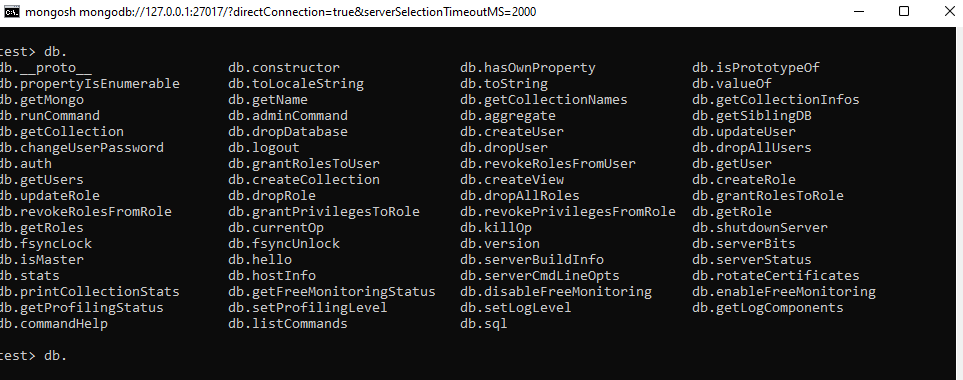 mongosh mongodb://127.0.0.1:27017/?directConnection=true&serverSelectionTimeoutMS=2000
test> db.
db.__proto__ db.constructor db.hasOwnProperty db.isPrototypeOf
db.propertyIsEnumerable db.toLocaleString db.toString db.valueOf
db.getMongo db.getName db.getCollectionNames db.getCollectionInfos
db.runCommand db.adminCommand db.aggregate db.getSiblingDB
db.getCollection db.dropDatabase db.createUser db.updateUser
db.changeUserPassword db.logout db.dropUser db.dropAllUsers
db.auth db.grantRolesToUser db.revokeRolesFromUser db.getUser
db.getUsers db.createCollection db.createView db.createRole
db.updateRole db.dropRole db.dropAllRoles db.grantRolesToRole
db.revokeRolesFromRole db.grantPrivilegesToRole db.revokePrivilegesFromRole db.getRole
db.getRoles db.currentOp db.killOp db.shutdownServer
db.fsyncLock db.fsyncUnlock db.version db.serverBits
db.isMaster db.hello db.serverBuildInfo db.serverStatus
db.stats db.hostInfo db.serverCmdLineOpts db.rotateCertificates
db.printCollectionStats db.getFreeMonitoringStatus db.disableFreeMonitoring db.enableFreeMonitoring
db.getProfilingStatus db.setProfilingLevel db.setLogLevel db.getLogComponents
db.commandHelp db.listCommands db.sql
test> db.